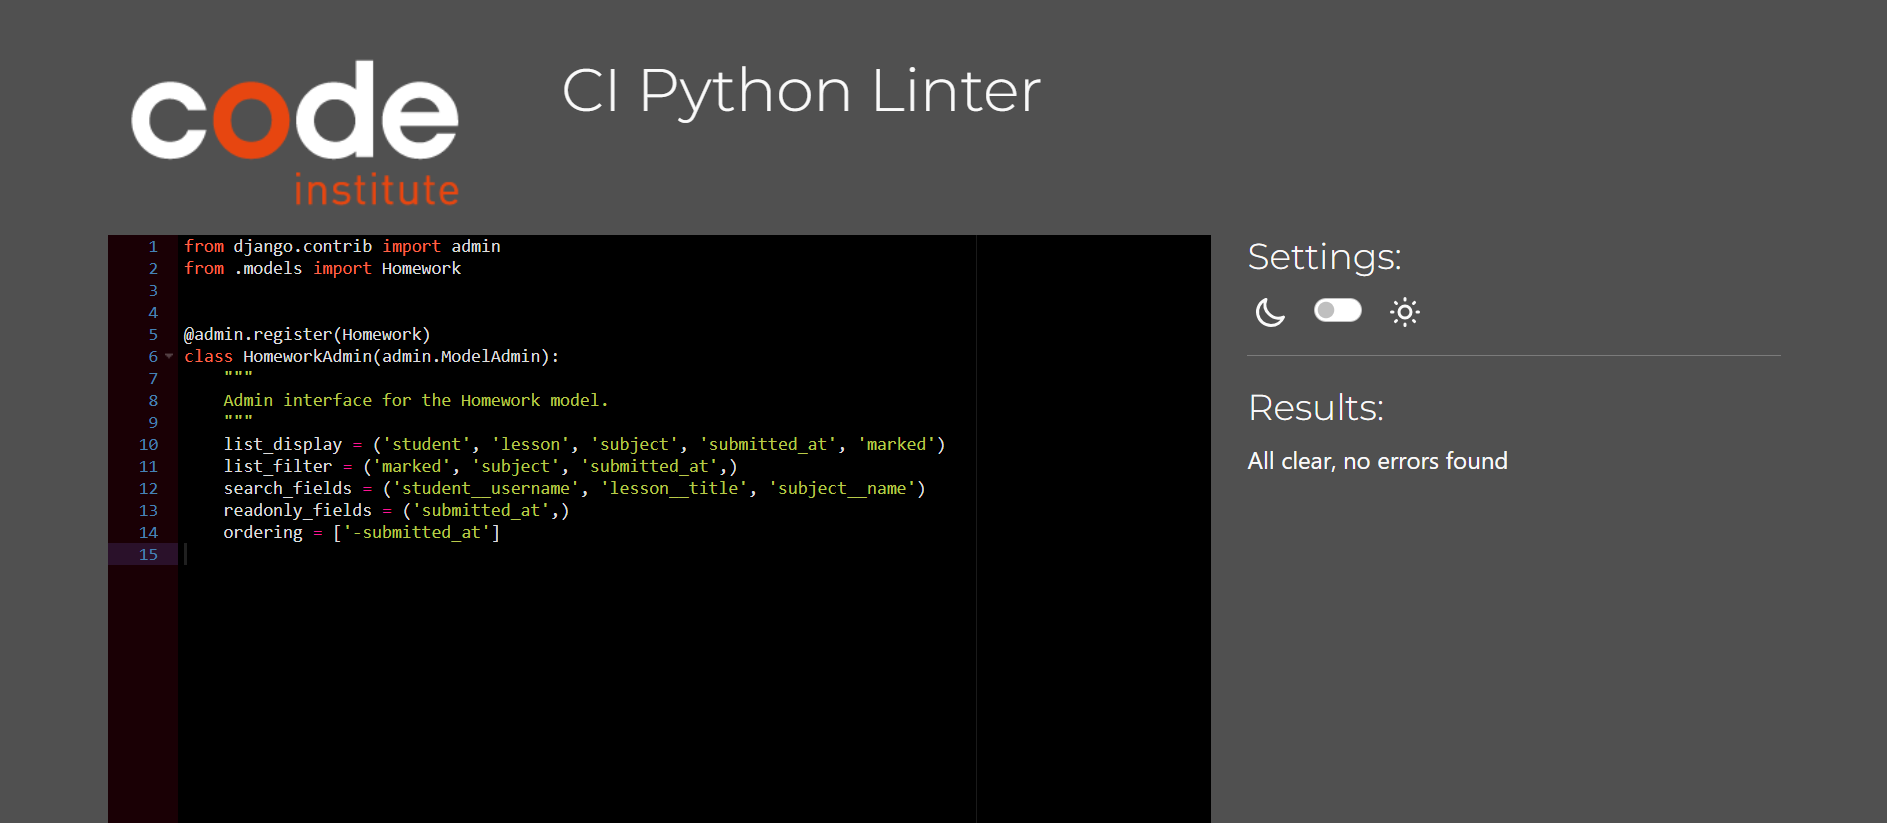 code
institute
CI Python Linter
1 from django.contrib import admin
2 from .models import Homework
3
4
5 @admin.register(Homework)
6 class HomeworkAdmin(admin.ModelAdmin):
7     """
8     Admin interface for the Homework model.
9     """
10     list_display = ('student', 'lesson', 'subject', 'submitted_at', 'marked')
11     list_filter = ('marked', 'subject', 'submitted_at',)
12     search_fields = ('student__username', 'lesson__title', 'subject__name')
13     readonly_fields = ('submitted_at',)
14     ordering = ['-submitted_at']
15
Settings:
Results:
All clear, no errors found